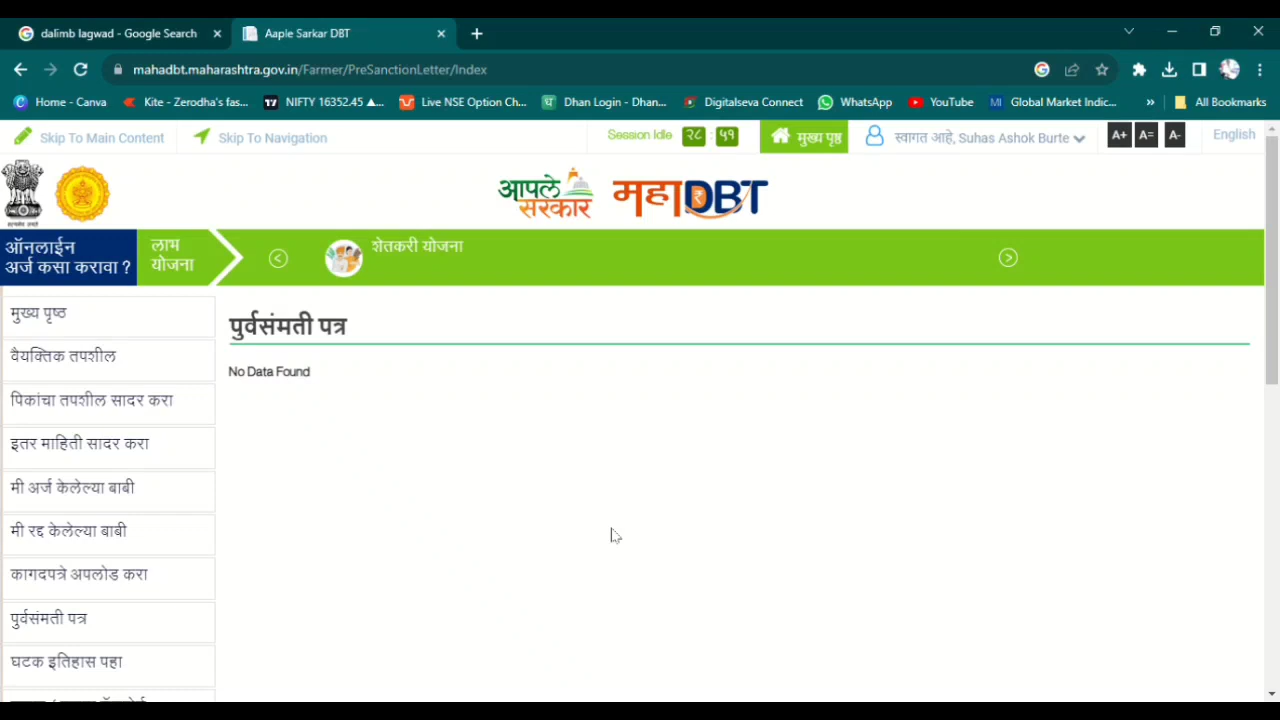 dalimb lagwad - Google Search
Aaple Sarkar DBT
mahadbt.maharashtra.gov.in/Farmer/PreSanctionLetter/Index
Home - Canva
Kite - Zerodha's fas...
NIFTY 16352.45 ▲...
Live NSE Option Ch...
Dhan Login - Dhan...
Digitalseva Connect
WhatsApp
YouTube
Global Market Indic...
»
All Bookmarks
Skip To Main Content
Skip To Navigation
Session Idle २८ : ५१
मुख्य पृष्ठ
स्वागत आहे, Suhas Ashok Burte
A+ A= A-
English
आपले
सरकार
महाDBT
ऑनलाईन
अर्ज कसा करावा ?
लाभ
योजना
शेतकरी योजना
मुख्य पृष्ठ
वैयक्तिक तपशील
पिकांचा तपशील सादर करा
इतर माहिती सादर करा
मी अर्ज केलेल्या बाबी
मी रद्द केलेल्या बाबी
कागदपत्रे अपलोड करा
पुर्वसंमती पत्र
घटक इतिहास पहा
पुर्वसंमती पत्र
No Data Found